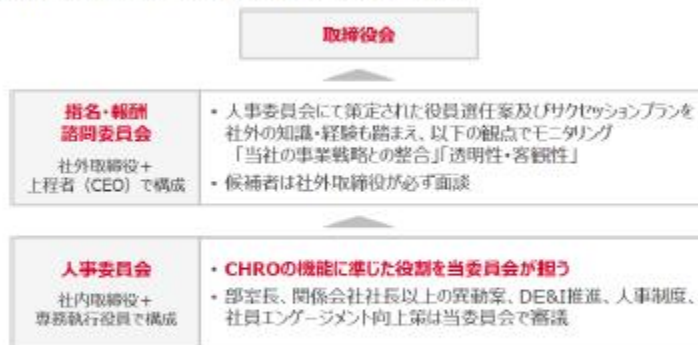 取締役会
指名・報酬
諮問委員会
社外取締役＋
上程者（CEO）で構成
・人事委員会にて策定された役員選任案及びサクセッションプランを
社外の知識・経験も踏まえ、以下の観点でモニタリング
「当社の事業戦略との整合」「透明性・客観性」
・候補者は社外取締役が必ず面談
人事委員会
社内取締役＋
専務執行役員で構成
・CHROの機能に準じた役割を当委員会が担う
・部室長、関係会社社長以上の異動案、DE&I推進、人事制度、
社員エンゲージメント向上策は当委員会で審議